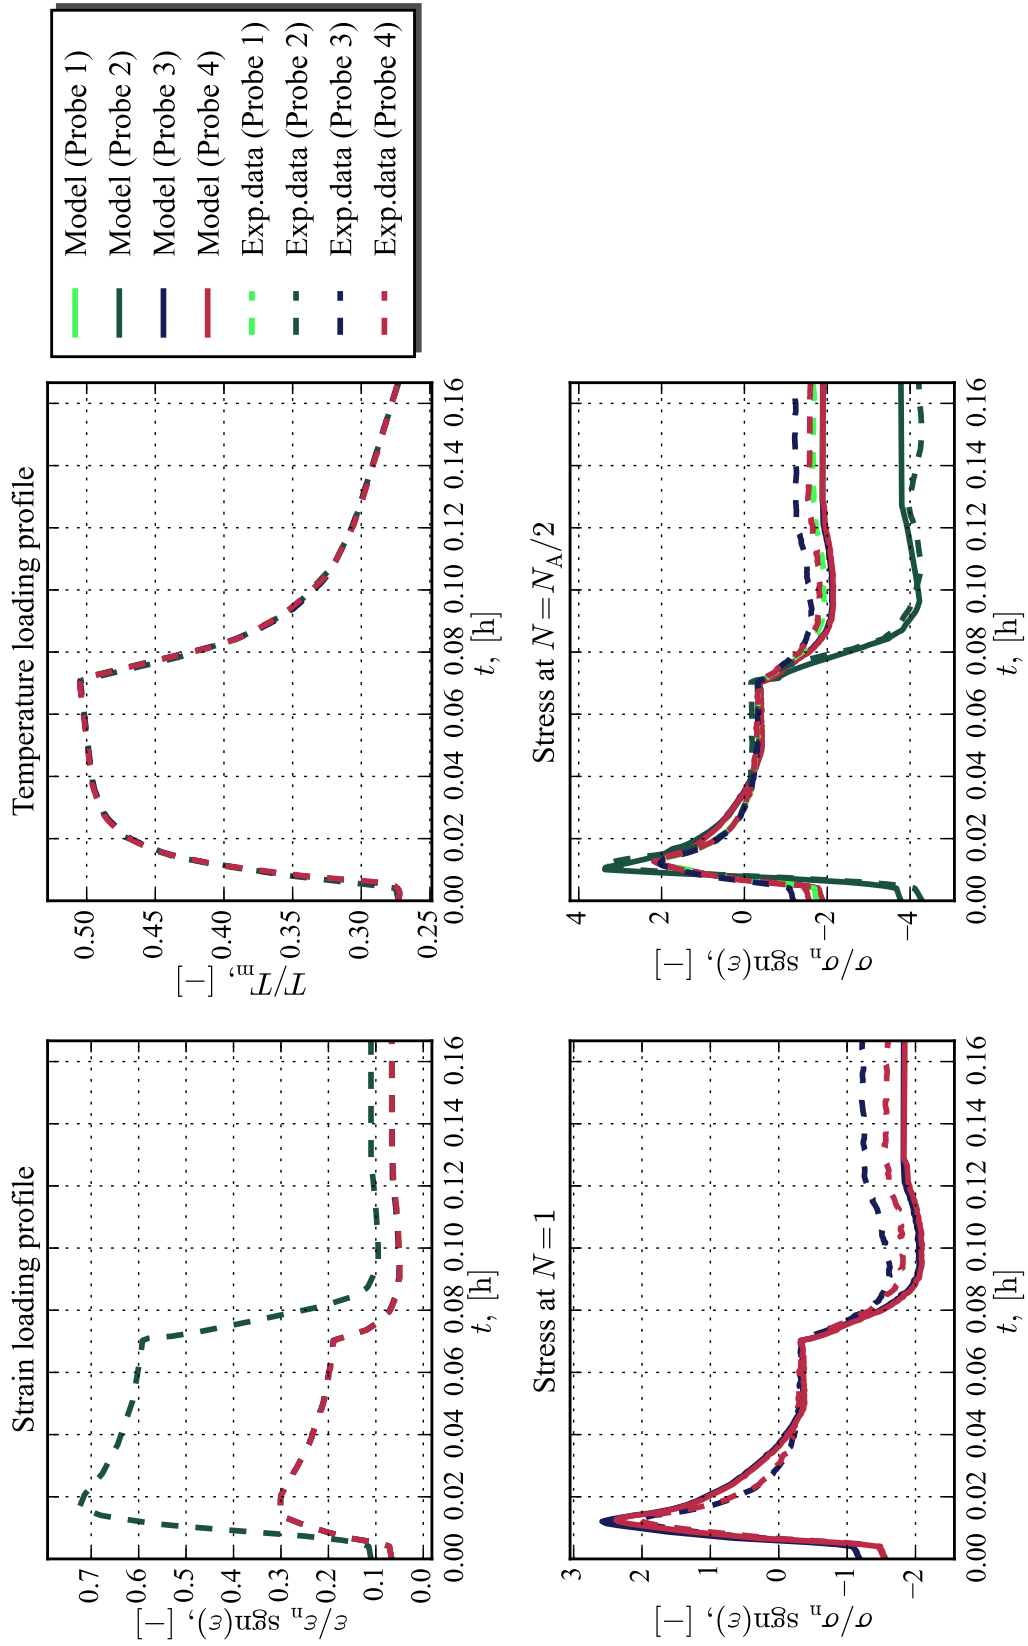 Strain loading profile
ε/ε_n sgn(ε), [−]
0.7
0.6
0.5
0.4
0.3
0.2
0.1
0.0
0.00 0.02 0.04 0.06 0.08 0.10 0.12 0.14 0.16
t, [h]
Temperature loading profile
T/T_m, [−]
0.50
0.45
0.40
0.35
0.30
0.25
0.00 0.02 0.04 0.06 0.08 0.10 0.12 0.14 0.16
t, [h]
Model (Probe 1)
Model (Probe 2)
Model (Probe 3)
Model (Probe 4)
Exp.data (Probe 1)
Exp.data (Probe 2)
Exp.data (Probe 3)
Exp.data (Probe 4)
Stress at N = 1
σ/σ_n sgn(ε), [−]
3
2
1
0
−1
−2
0.00 0.02 0.04 0.06 0.08 0.10 0.12 0.14 0.16
t, [h]
Stress at N = N_A/2
σ/σ_n sgn(ε), [−]
4
2
0
−2
−4
0.00 0.02 0.04 0.06 0.08 0.10 0.12 0.14 0.16
t, [h]